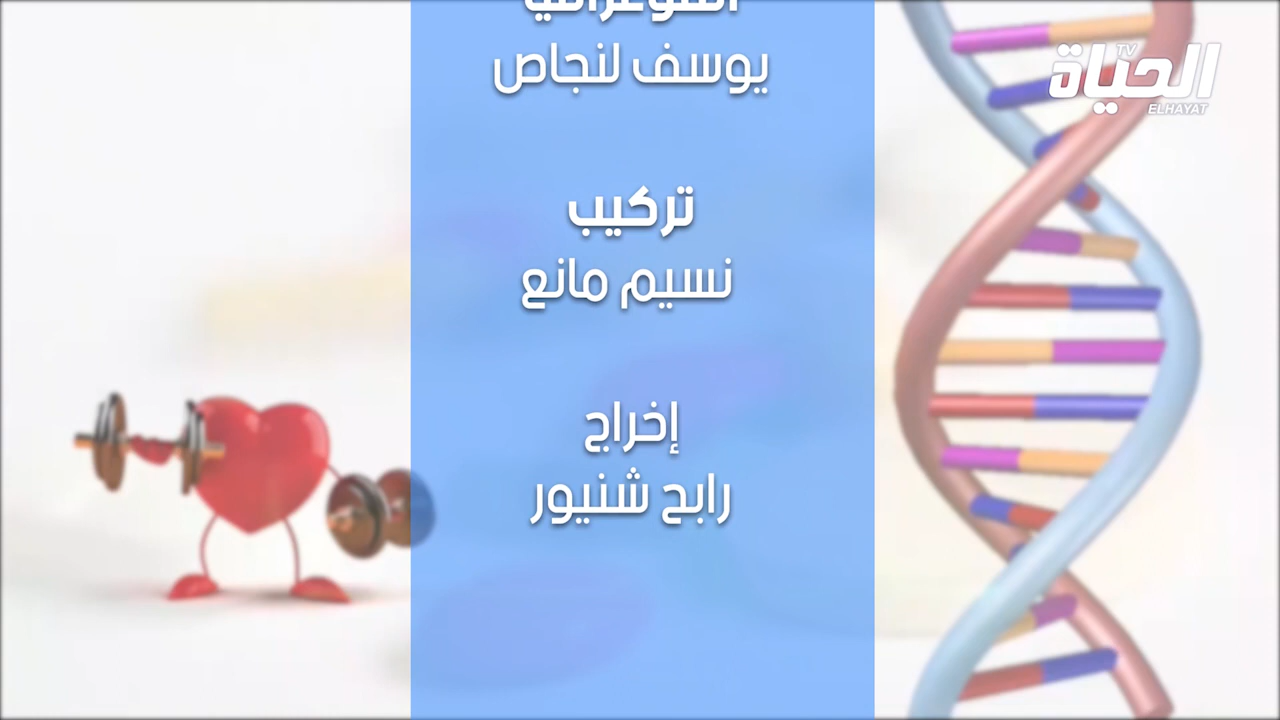 يوسف لنجاص
تركيب
نسيم مانع
إخراج
رابح شنيور
الحياة TV
ELHAYAT